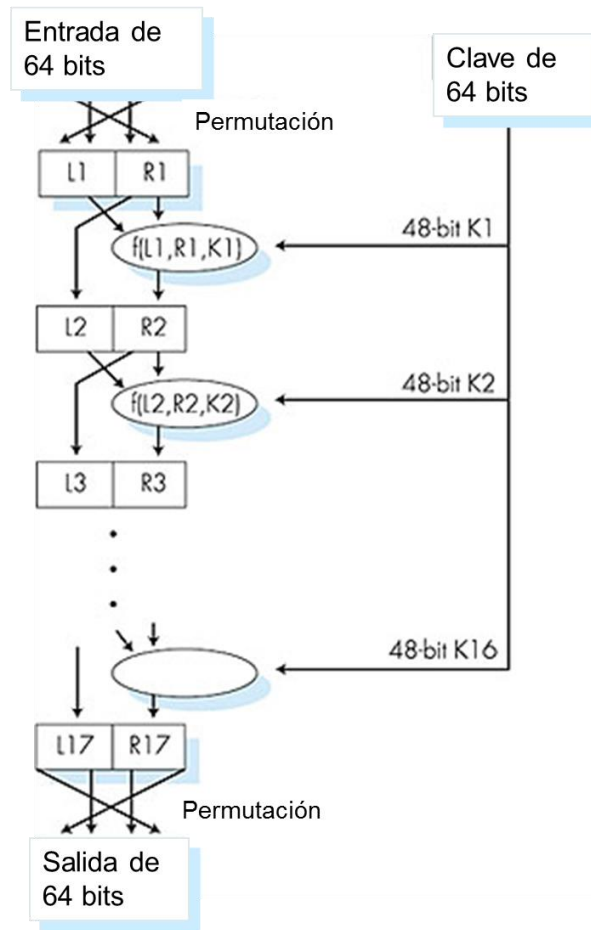 Entrada de
64 bits
Clave de
64 bits
Permutación
L1 R1
48-bit K1
f(L1,R1,K1)
L2 R2
48-bit K2
f(L2,R2,K2)
L3 R3
48-bit K16
L17 R17
Permutación
Salida de
64 bits